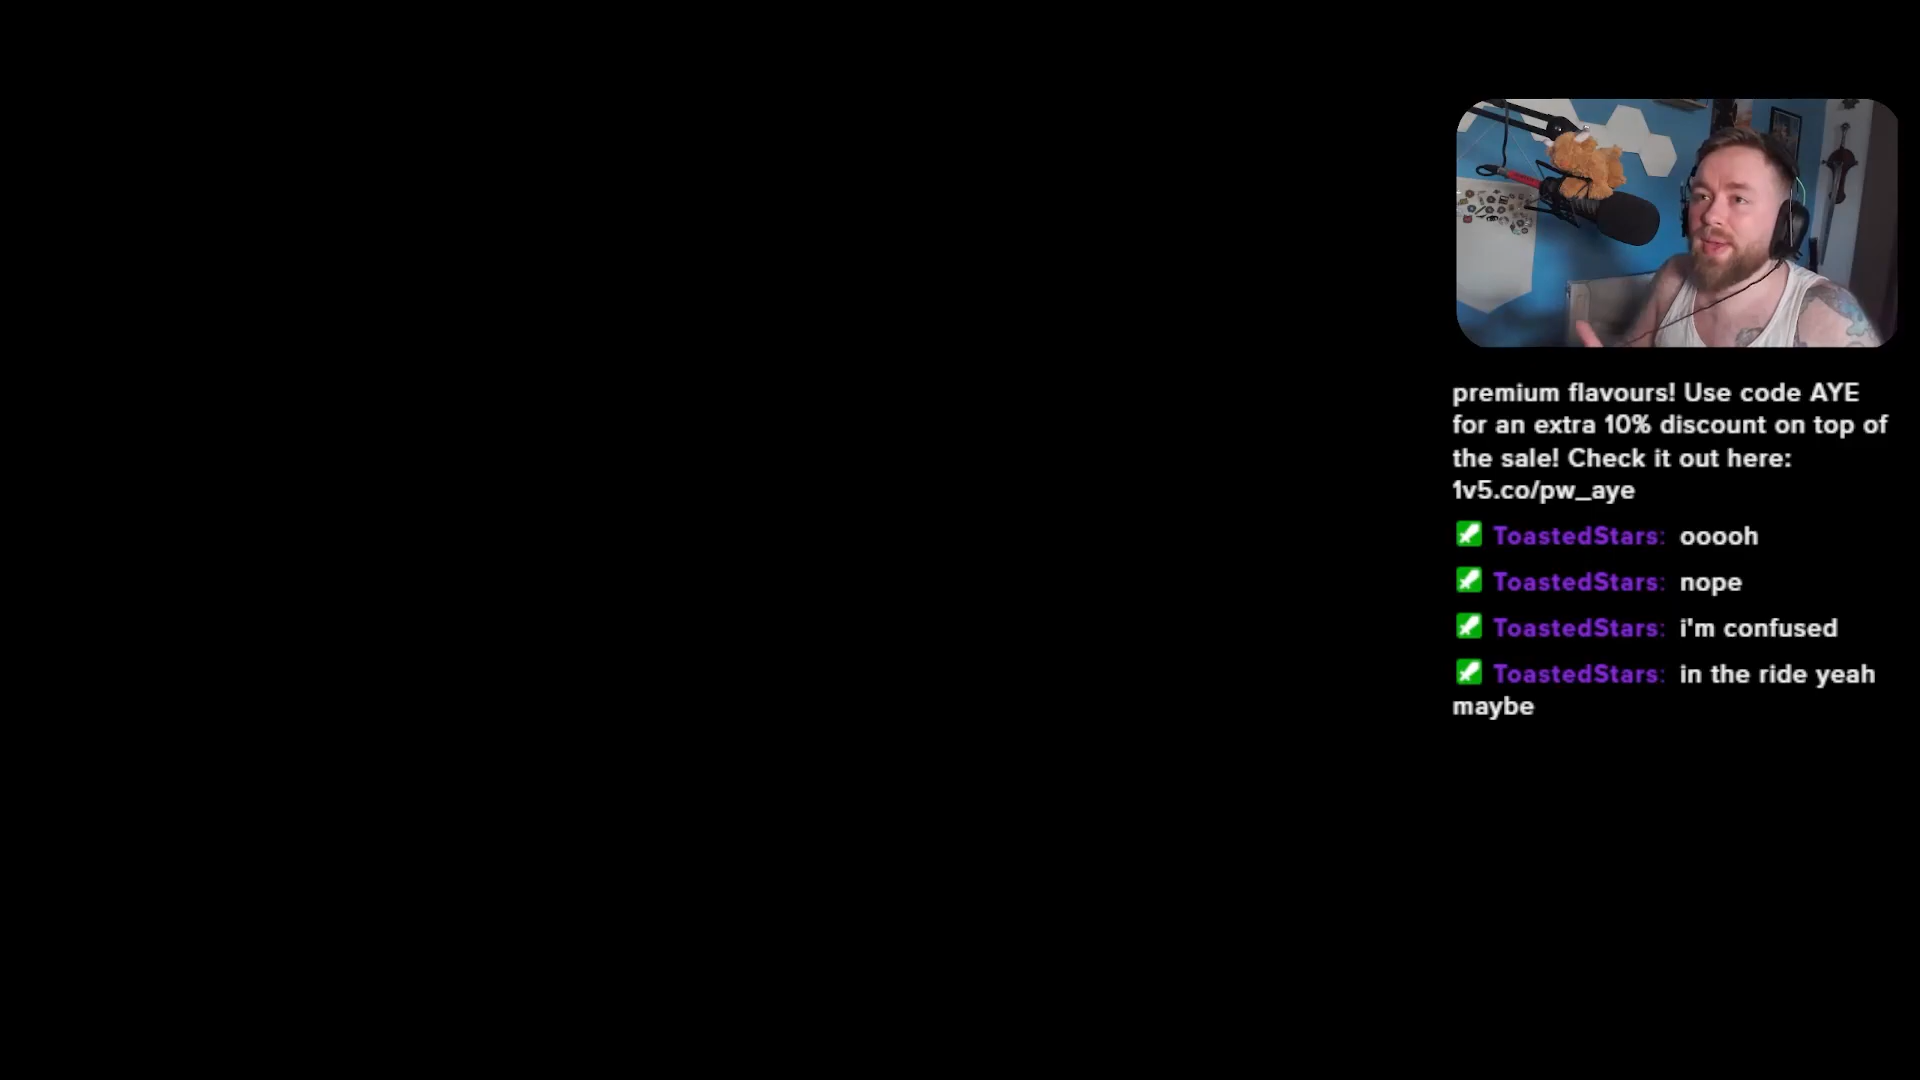 premium flavours! Use code AYE
for an extra 10% discount on top of
the sale! Check it out here:
1v5.co/pw_aye
ToastedStars: ooooh
ToastedStars: nope
ToastedStars: i'm confused
ToastedStars: in the ride yeah
maybe